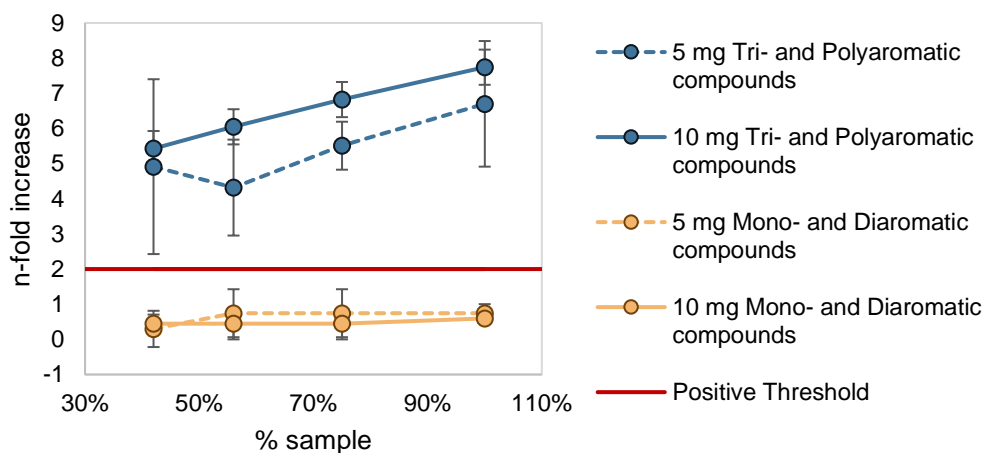 9
8
7
6
5
4
3
2
1
0
-1
n-fold increase
30%
50%
70%
90%
110%
% sample
5 mg Tri- and Polyaromatic
compounds
10 mg Tri- and Polyaromatic
compounds
5 mg Mono- and Diaromatic
compounds
10 mg Mono- and Diaromatic
compounds
Positive Threshold